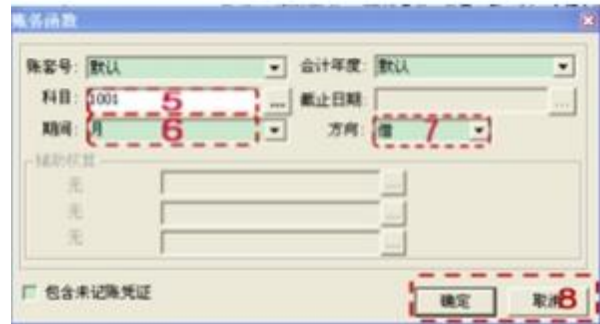 账务函数
账套号: 默认 会计年度: 默认
科目: 1001 5 ... 截止日期: ...
期间: 月 6 方向: 借 7
辅助核算
无 ...
无 ...
无 ...
包含未记账凭证
确定 取消 8